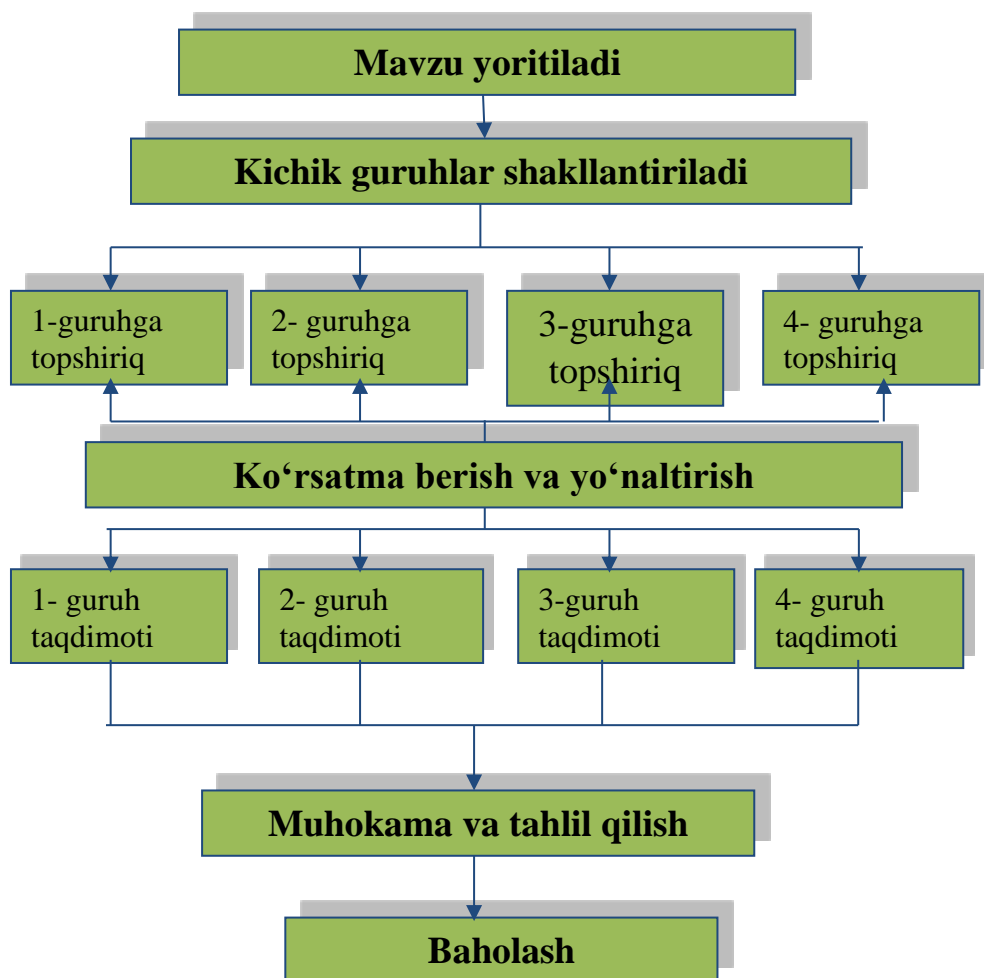 Mavzu yoritiladi
Kichik guruhlar shakllantiriladi
1-guruhga
topshiriq
2- guruhga
topshiriq
3-guruhga
topshiriq
4- guruhga
topshiriq
Ko‘rsatma berish va yo‘naltirish
1- guruh
taqdimoti
2- guruh
taqdimoti
3-guruh
taqdimoti
4- guruh
taqdimoti
Muhokama va tahlil qilish
Baholash